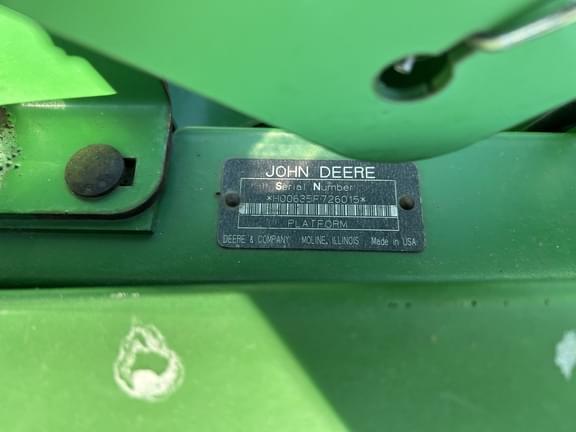 JOHN DEERE
Serial Number
*H00635F726015*
PLATFORM
DEERE & COMPANY MOLINE, ILLINOIS Made in USA